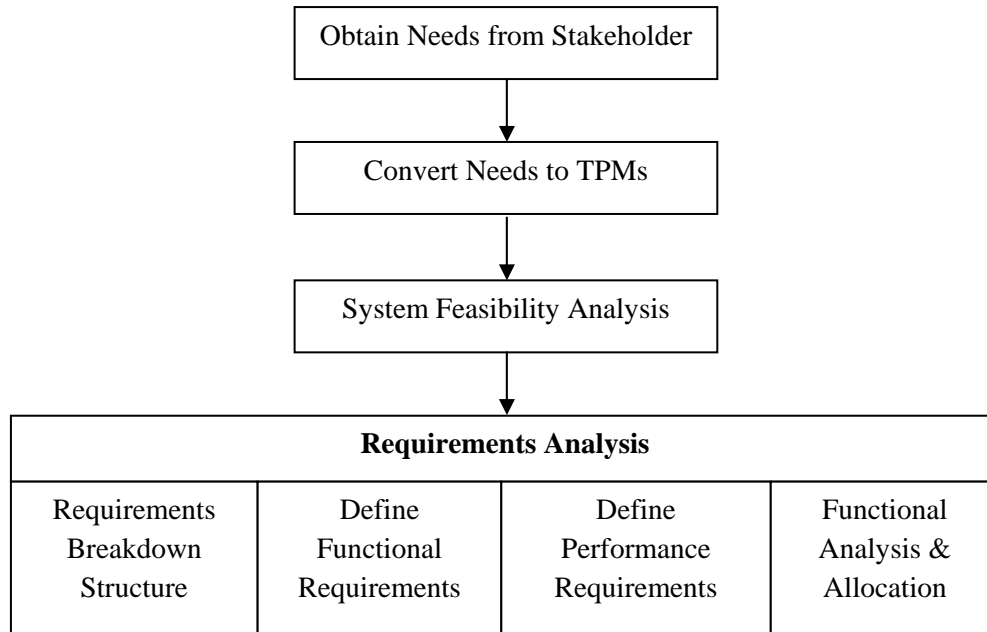 Obtain Needs from Stakeholder
Convert Needs to TPMs
System Feasibility Analysis
Requirements Analysis
Requirements
Breakdown
Structure
Define
Functional
Requirements
Define
Performance
Requirements
Functional
Analysis &
Allocation